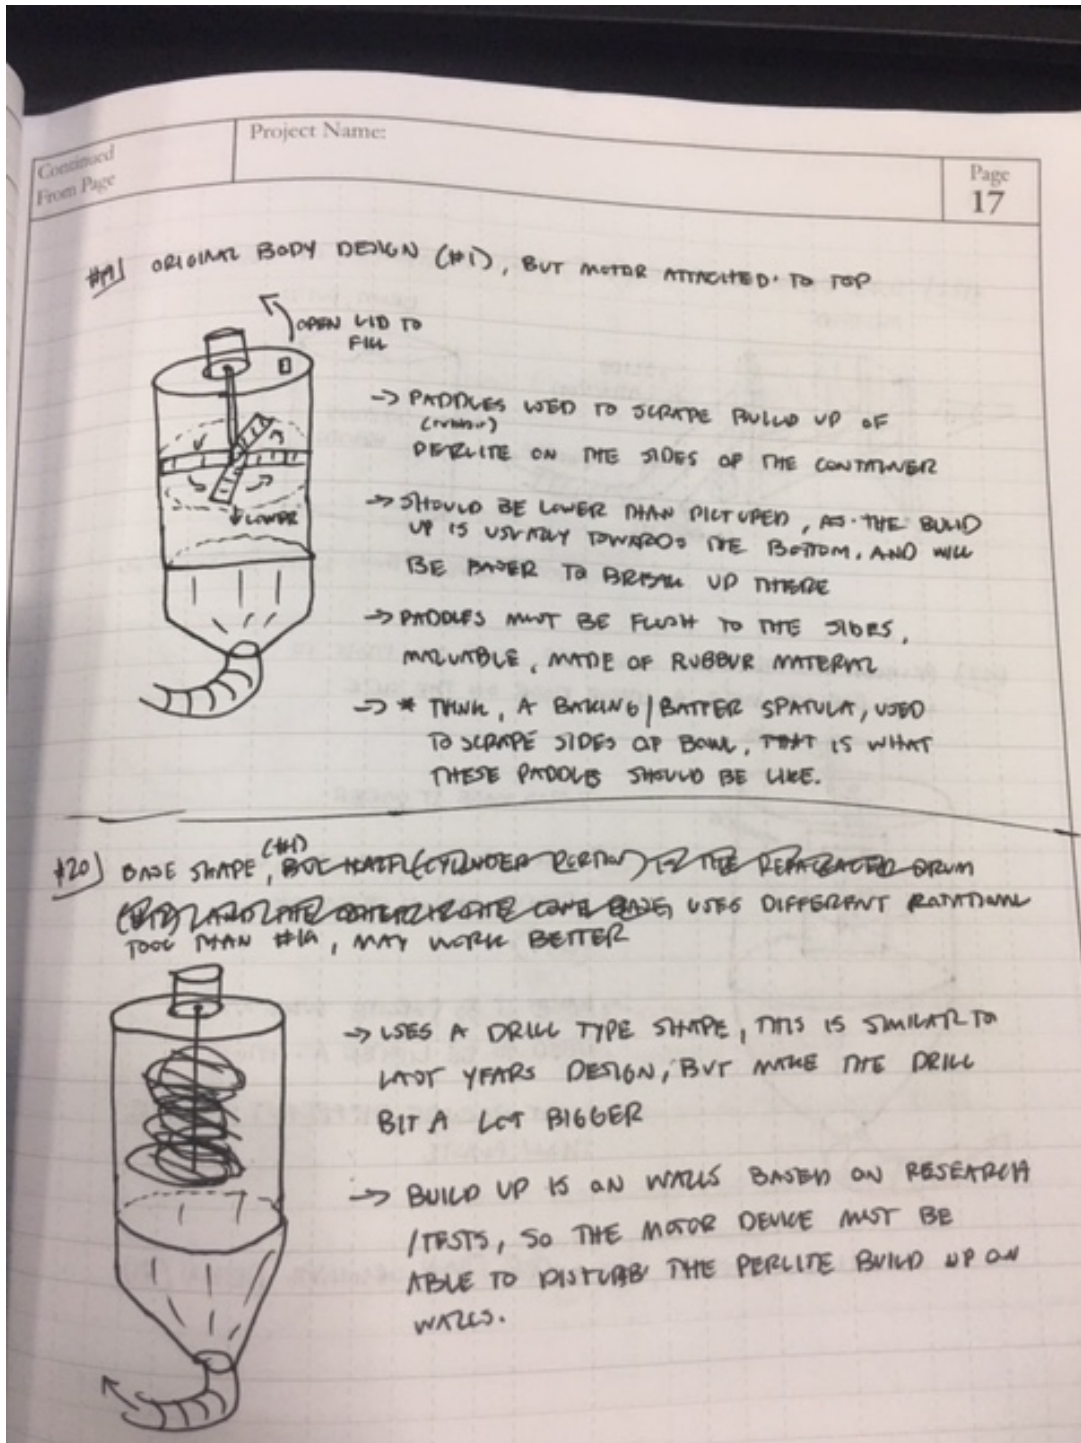 Continued
From Page
Project Name:
Page
17
#19) ORIGINAL BODY DESIGN (#1), BUT MOTOR ATTACHED TO TOP
OPEN LID TO
FILL
-> PADDLES USED TO SCRAPE BUILD UP OF
(rubber)
PERLITE ON THE SIDES OF THE CONTAINER
-> SHOULD BE LOWER THAN PICTURED, AS THE BUILD
UP IS USUALLY TOWARDS THE BOTTOM, AND WILL
BE EASIER TO BREAK UP THERE
↓ LOWER
-> PADDLES MUST BE FLUSH TO THE SIDES,
MALUABLE, MADE OF RUBBUR MATERIAL
-> * THINK, A BAKING/BATTER SPATULA, USED
TO SCRAPE SIDES OF BOWL, THAT IS WHAT
THESE PADDLES SHOULD BE LIKE.
#20) BASE SHAPE, (#1) USES DIFFERENT ROTATIONAL
TOOL THAN #19, MAY WORK BETTER
-> USES A DRILL TYPE SHAPE, THIS IS SIMILAR TO
LAST YEARS DESIGN, BUT MAKE THE DRILL
BIT A LOT BIGGER
-> BUILD UP IS ON WALLS BASED ON RESEARCH
/TESTS, SO THE MOTOR DEVICE MUST BE
ABLE TO DISTURB THE PERLITE BUILD UP ON
WALLS.